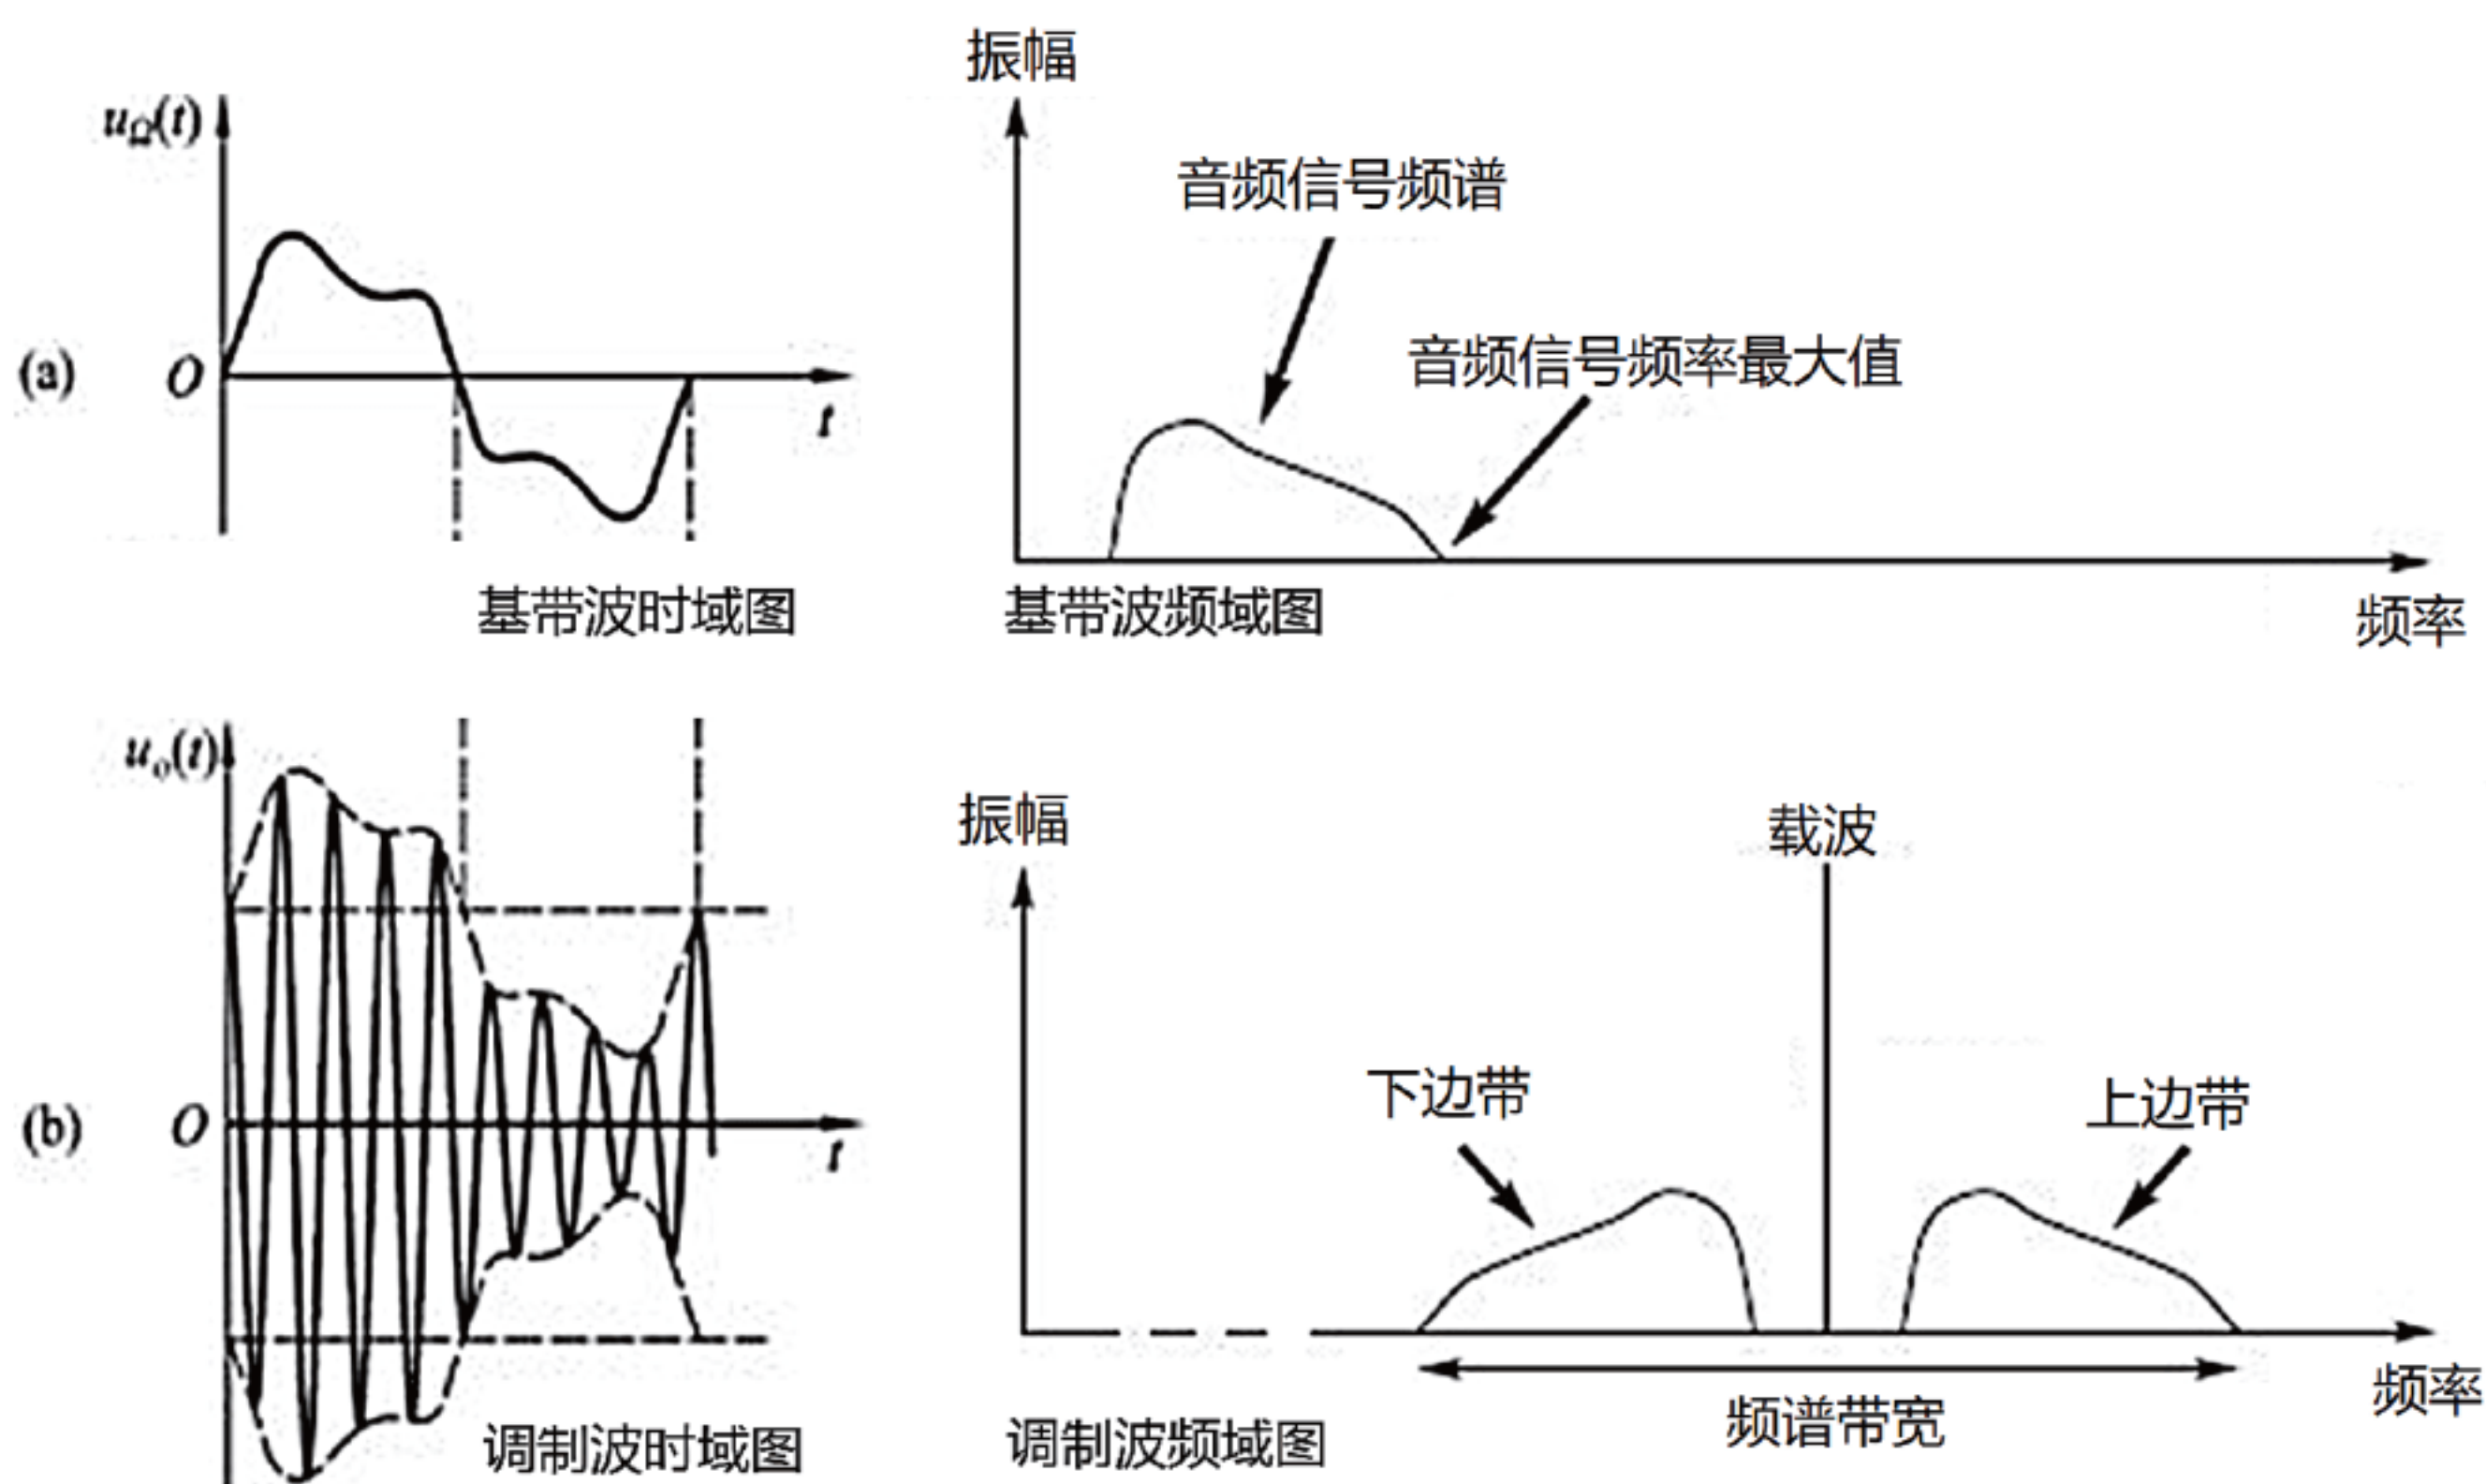 振幅
u_Ω(t)
音频信号频谱
音频信号频率最大值
(a)
O
t
基带波时域图
基带波频域图
频率
u_o(t)
振幅
载波
下边带
上边带
(b)
O
t
频率
频谱带宽
调制波时域图
调制波频域图